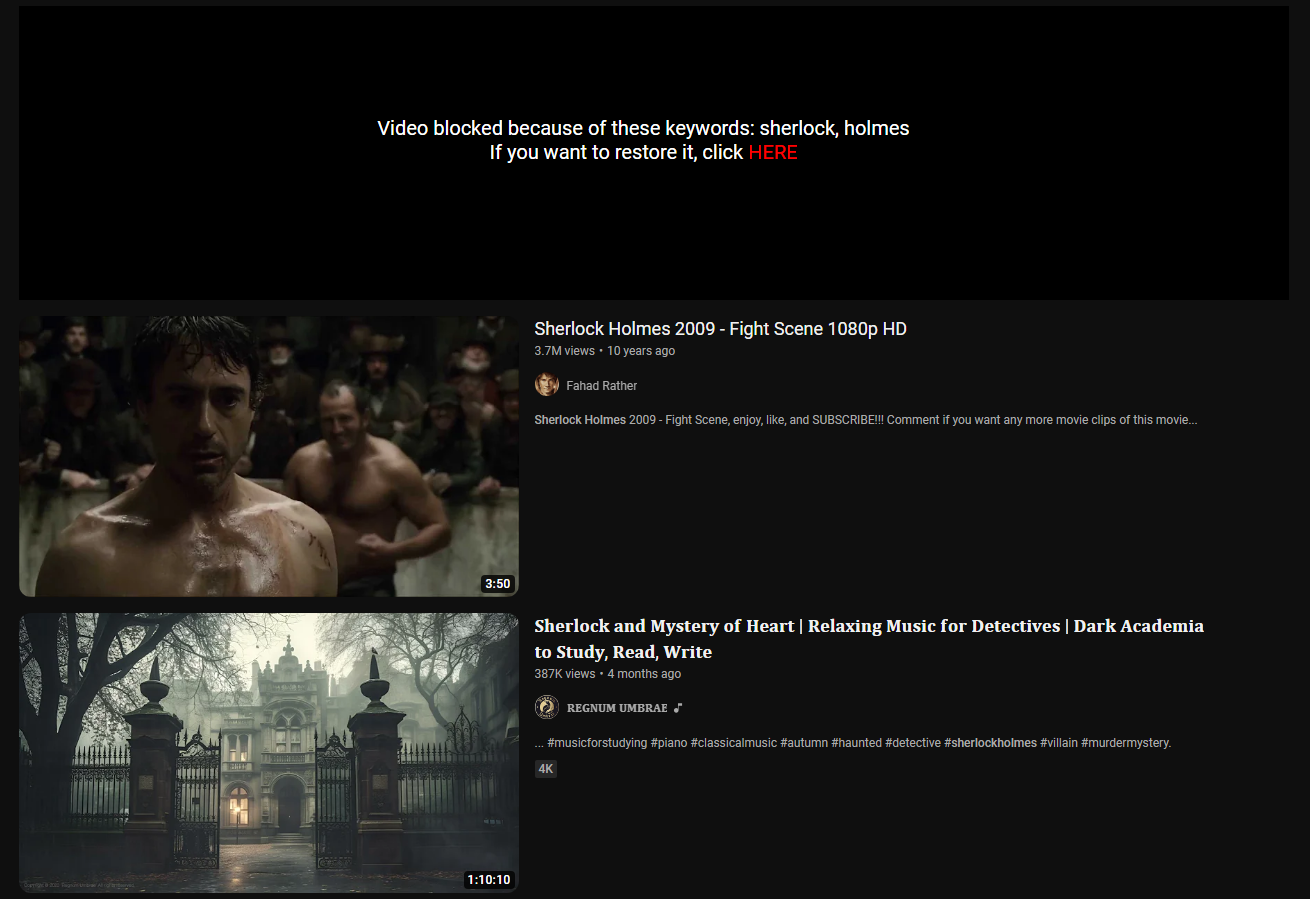 Video blocked because of these keywords: sherlock, holmes
If you want to restore it, click HERE
Sherlock Holmes 2009 - Fight Scene 1080p HD
3.7M views • 10 years ago
Fahad Rather
Sherlock Holmes 2009 - Fight Scene, enjoy, like, and SUBSCRIBE!!! Comment if you want any more movie clips of this movie...
3:50
Sherlock and Mystery of Heart | Relaxing Music for Detectives | Dark Academia
to Study, Read, Write
387K views • 4 months ago
REGNUM UMBRAE
... #musicforstudying #piano #classicalmusic #autumn #haunted #detective #sherlockholmes #villain #murdermystery.
4K
1:10:10